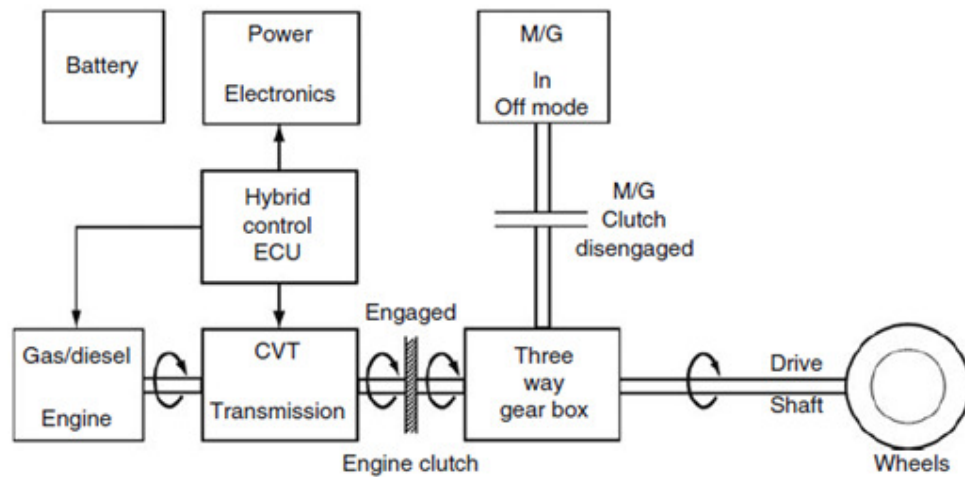 Battery
Power
Electronics
M/G
In
Off mode
Hybrid
control
ECU
M/G
Clutch
disengaged
Engaged
Gas/diesel
Engine
CVT
Transmission
Three
way
gear box
Drive
Shaft
Engine clutch
Wheels